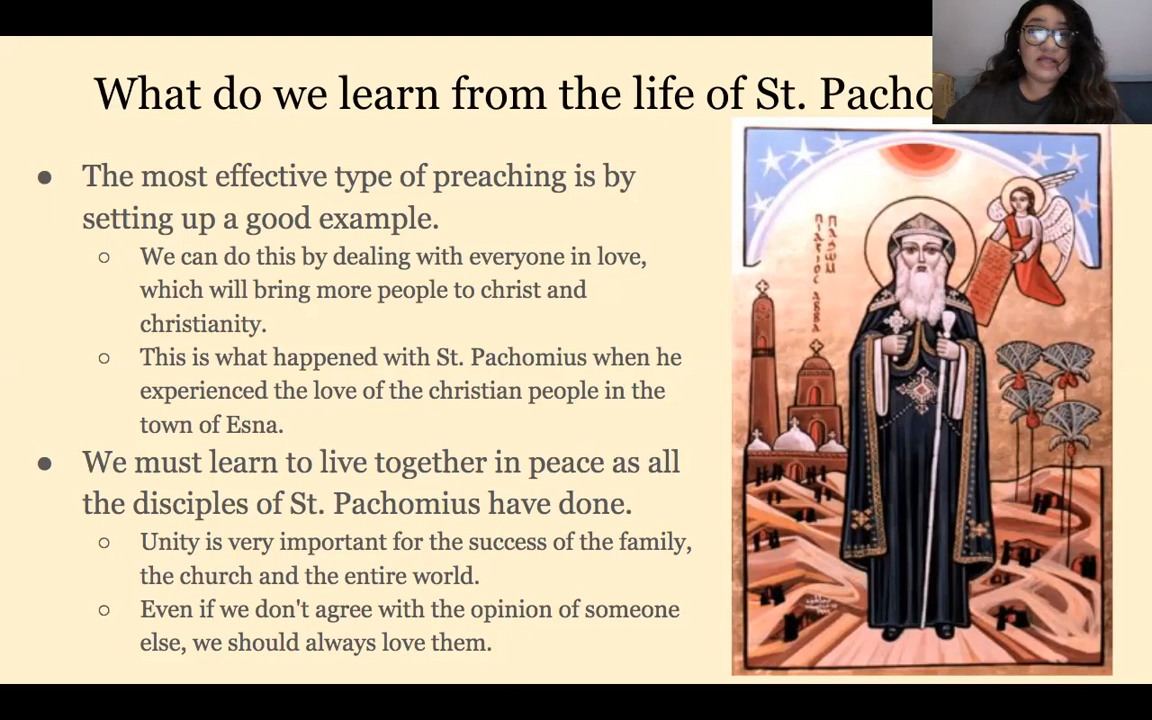 What do we learn from the life of St. Pacho
The most effective type of preaching is by
setting up a good example.
We can do this by dealing with everyone in love,
which will bring more people to christ and
christianity.
This is what happened with St. Pachomius when he
experienced the love of the christian people in the
town of Esna.
We must learn to live together in peace as all
the disciples of St. Pachomius have done.
Unity is very important for the success of the family,
the church and the entire world.
Even if we don't agree with the opinion of someone
else, we should always love them.